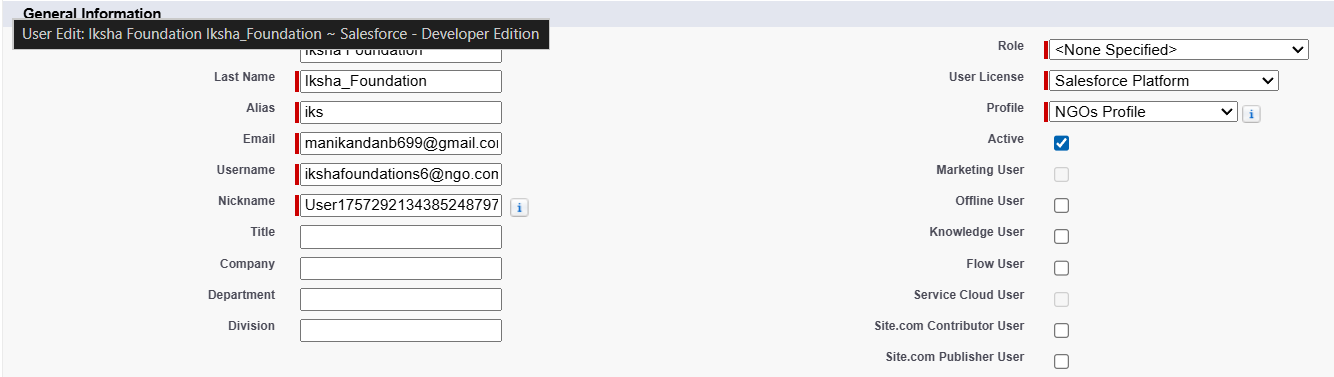 General Information
User Edit: Iksha Foundation Iksha_Foundation ~ Salesforce - Developer Edition
Iksha Foundation
Role <None Specified>
Last Name Iksha_Foundation
User License Salesforce Platform
Alias iks
Profile NGOs Profile
Email manikandanb699@gmail.co
Active
Username ikshafoundations6@ngo.con
Marketing User
Nickname User1757292134385248797
Offline User
Title
Knowledge User
Company
Flow User
Department
Service Cloud User
Division
Site.com Contributor User
Site.com Publisher User